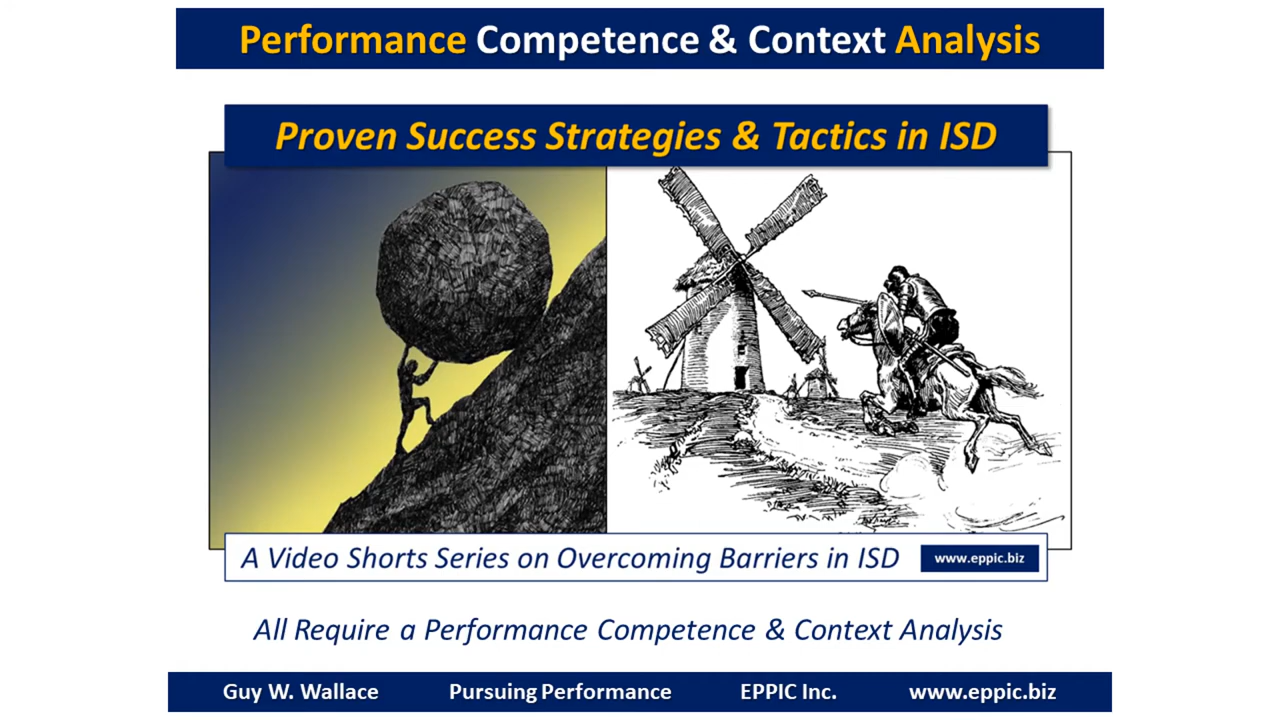 Performance Competence & Context Analysis
Proven Success Strategies & Tactics in ISD
A Video Shorts Series on Overcoming Barriers in ISD www.eppic.biz
All Require a Performance Competence & Context Analysis
Guy W. Wallace Pursuing Performance EPPIC Inc. www.eppic.biz